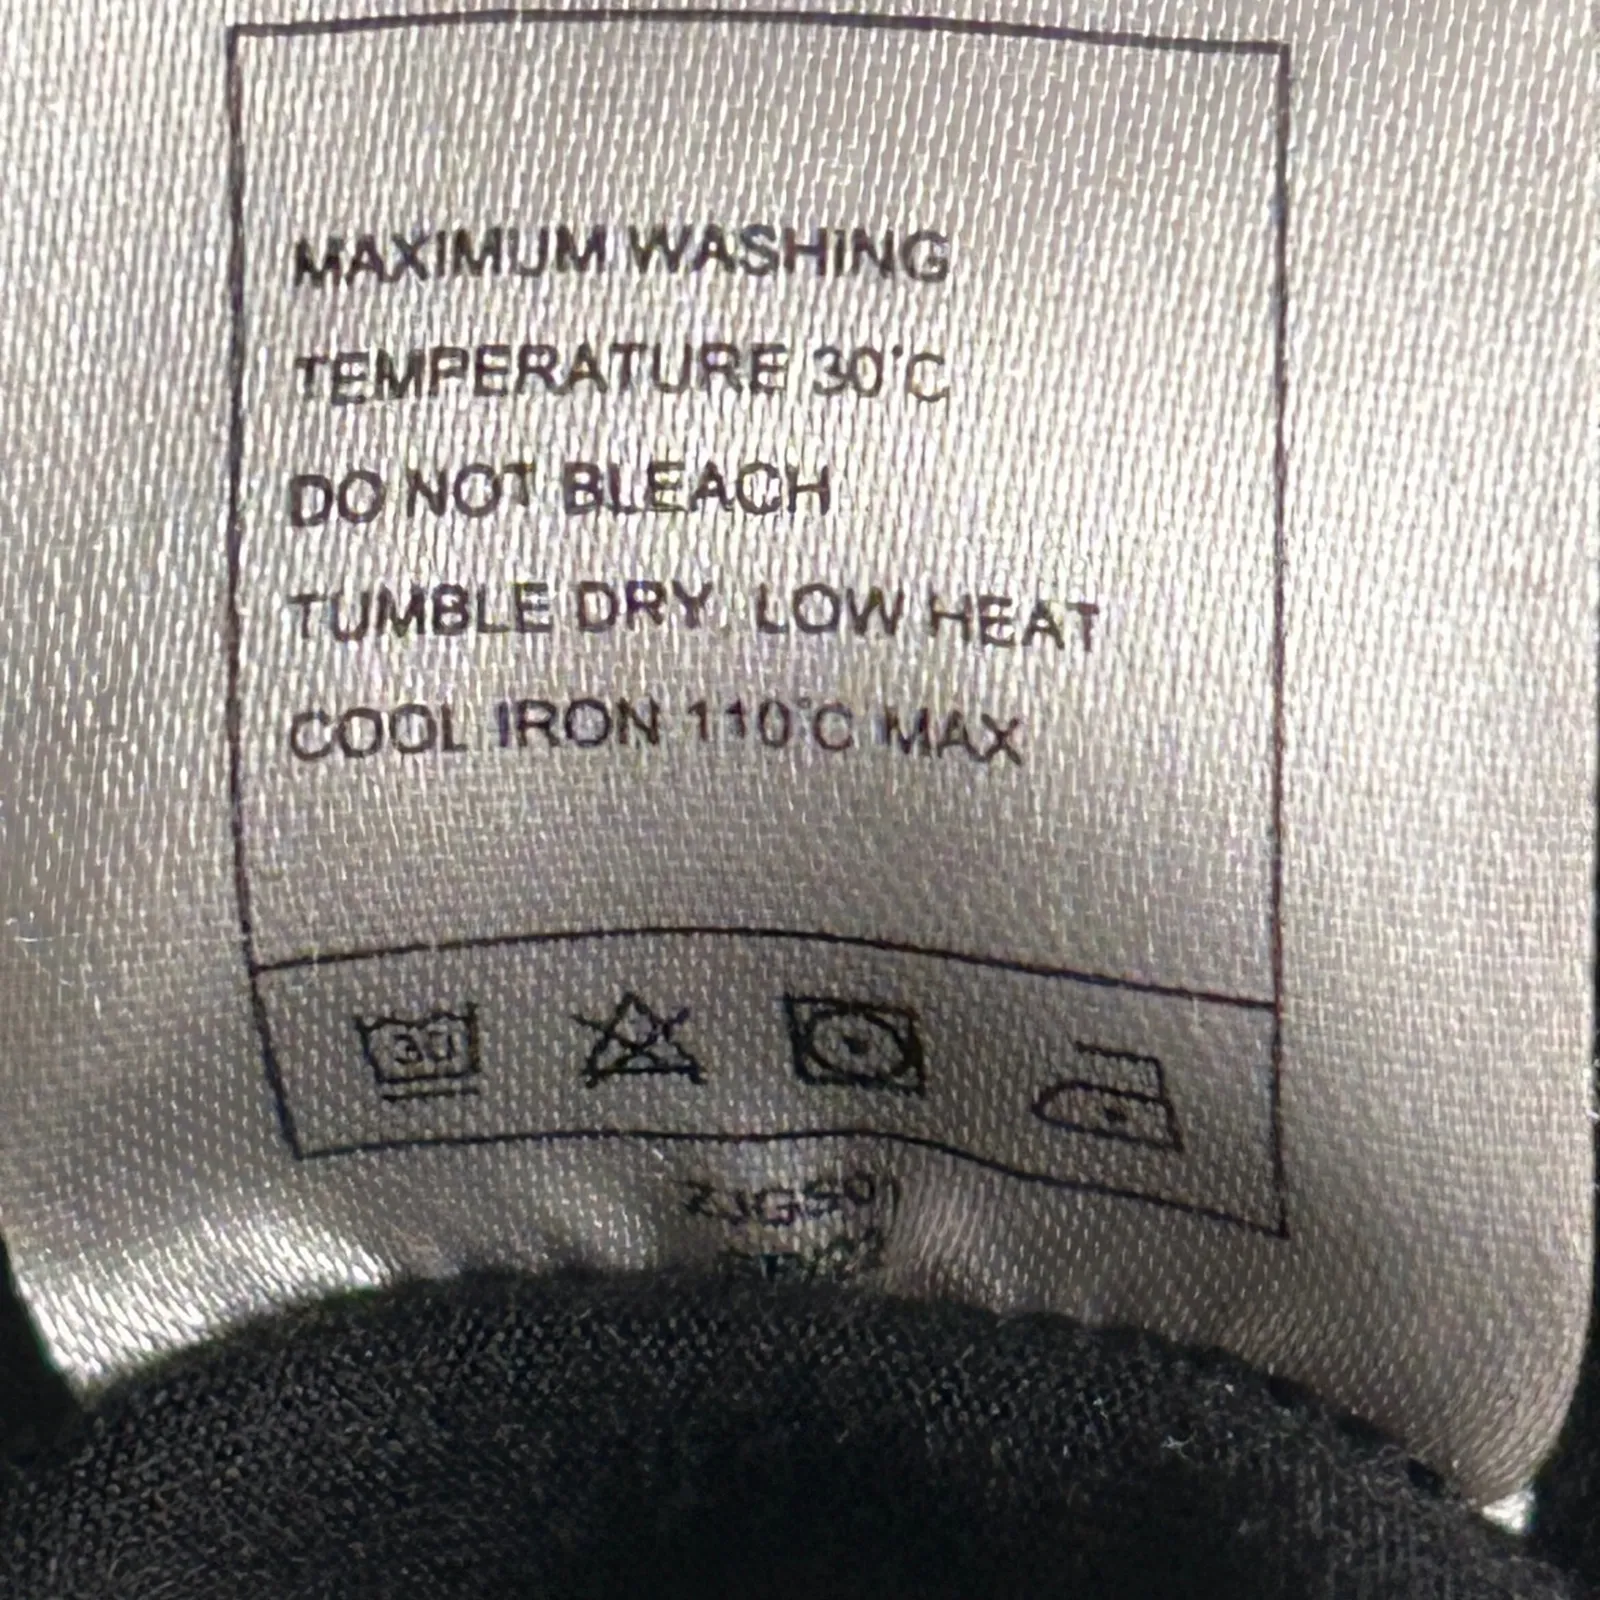 MAXIMUM WASHING
TEMPERATURE 30°C
DO NOT BLEACH
TUMBLE DRY, LOW HEAT
COOL IRON 110°C MAX
30